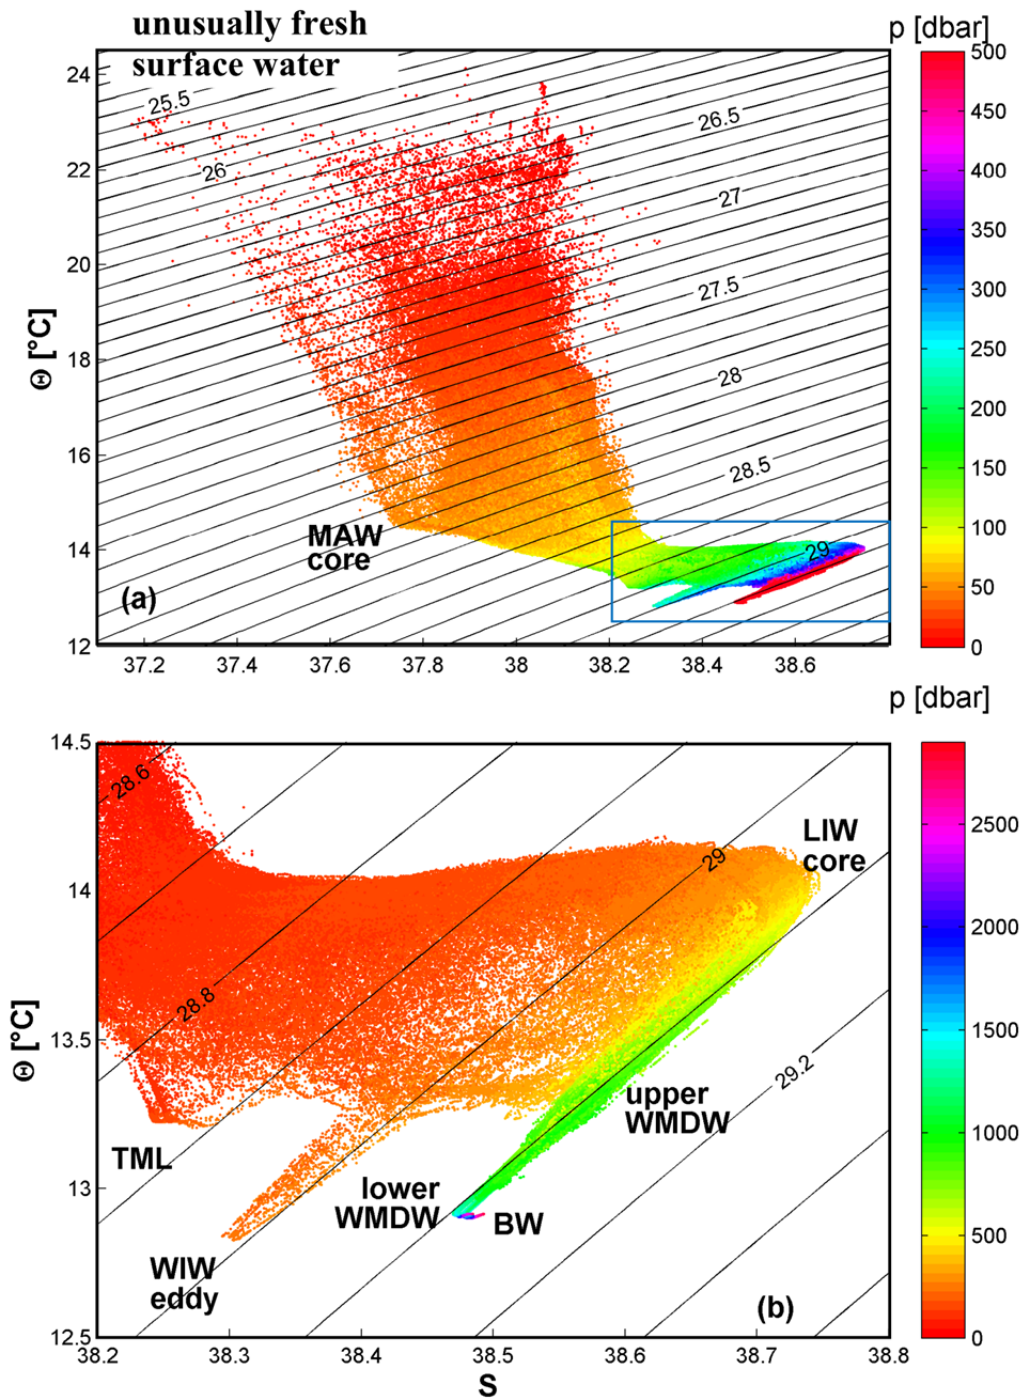 unusually fresh
surface water
p [dbar]
24
22
20
18
16
14
12
Θ [°C]
25.5
26
26.5
27
27.5
28
28.5
29
MAW
core
(a)
37.2
37.4
37.6
37.8
38
38.2
38.4
38.6
500
450
400
350
300
250
200
150
100
50
0
p [dbar]
14.5
14
13.5
13
12.5
Θ [°C]
28.6
28.8
29
29.2
LIW
core
upper
WMDW
TML
lower
WMDW
BW
WIW
eddy
(b)
38.2
38.3
38.4
38.5
38.6
38.7
38.8
S
2500
2000
1500
1000
500
0